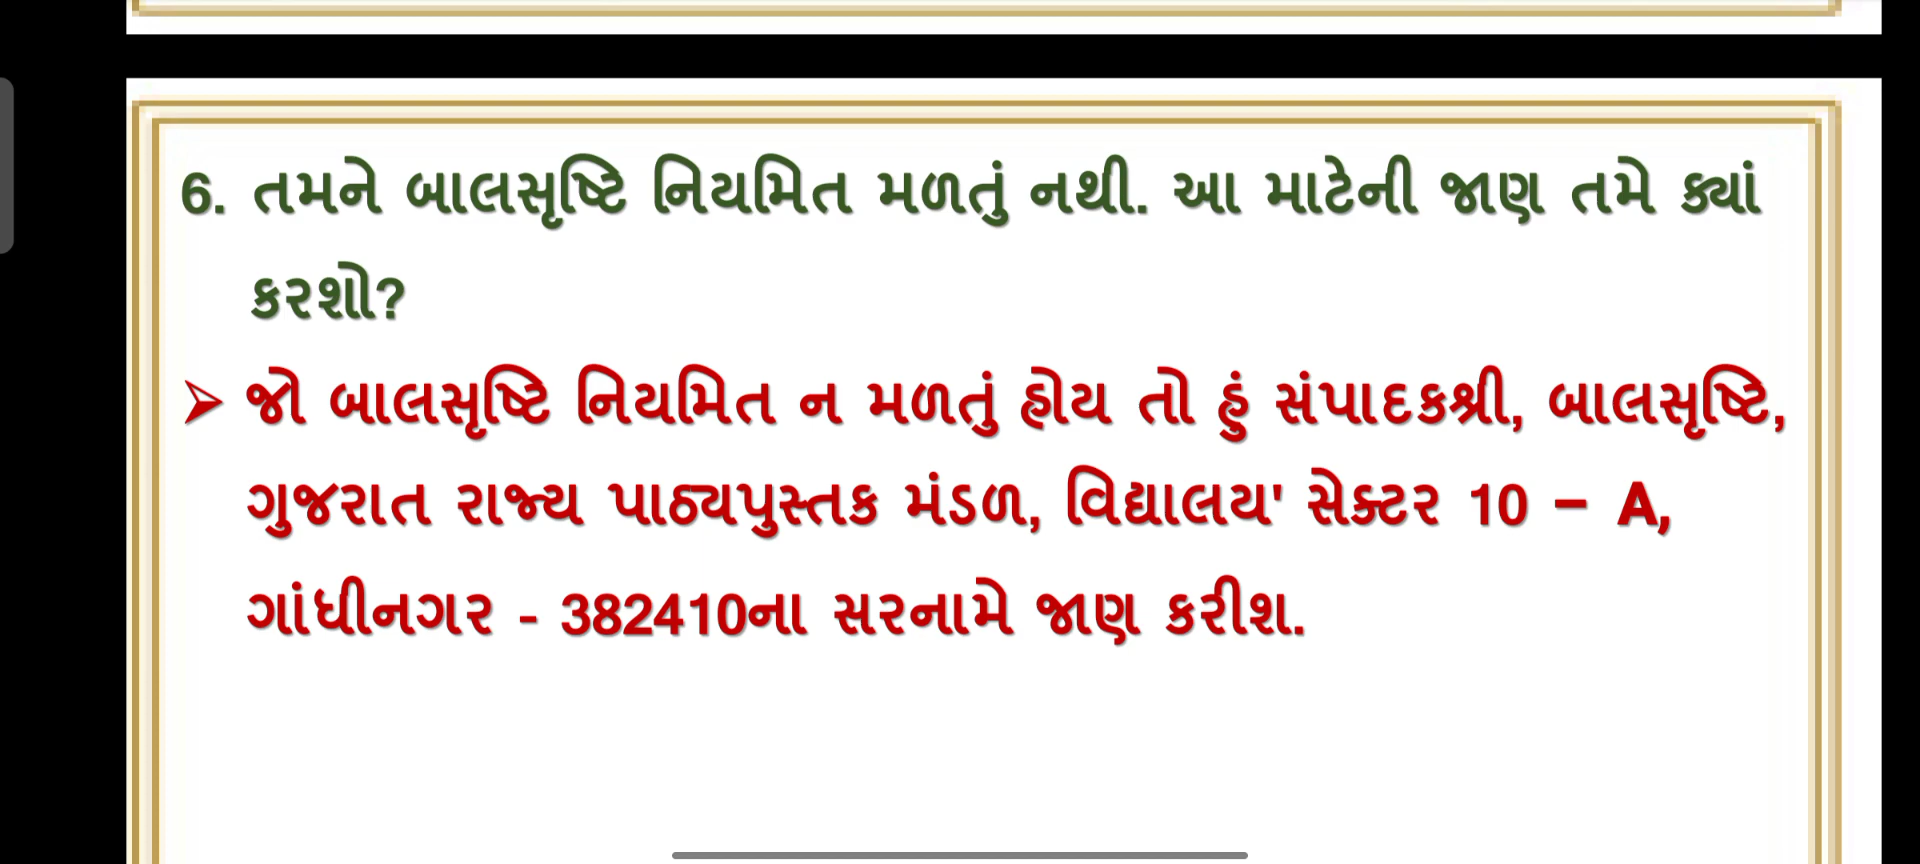 6. તમને બાલસૃષ્ટિ નિયમિત મળતું નથી. આ માટેની જાણ તમે ક્યાં
કરશો?
➢ જો બાલસૃષ્ટિ નિયમિત ન મળતું હોય તો હું સંપાદકશ્રી, બાલસૃષ્ટિ,
ગુજરાત રાજ્ય પાઠ્યપુસ્તક મંડળ, વિદ્યાલય' સેક્ટર 10 – A,
ગાંધીનગર - 382410ના સરનામે જાણ કરીશ.